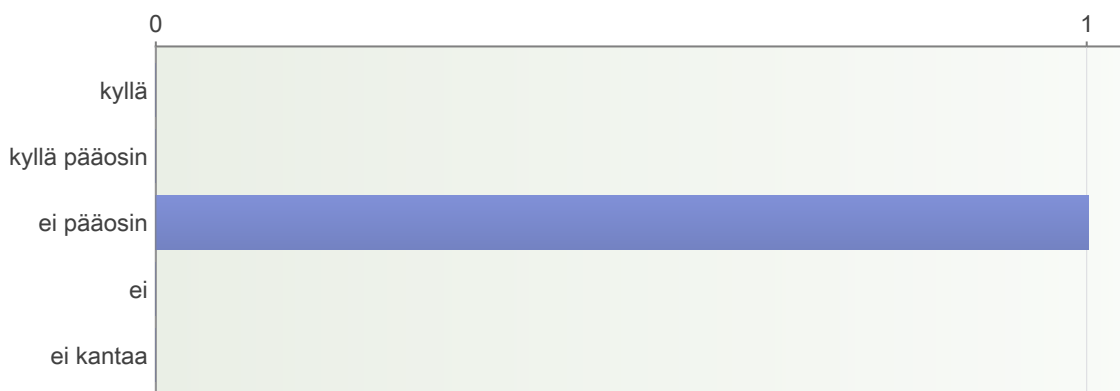 0 1
kyllä
kyllä pääosin
ei pääosin
ei
ei kantaa